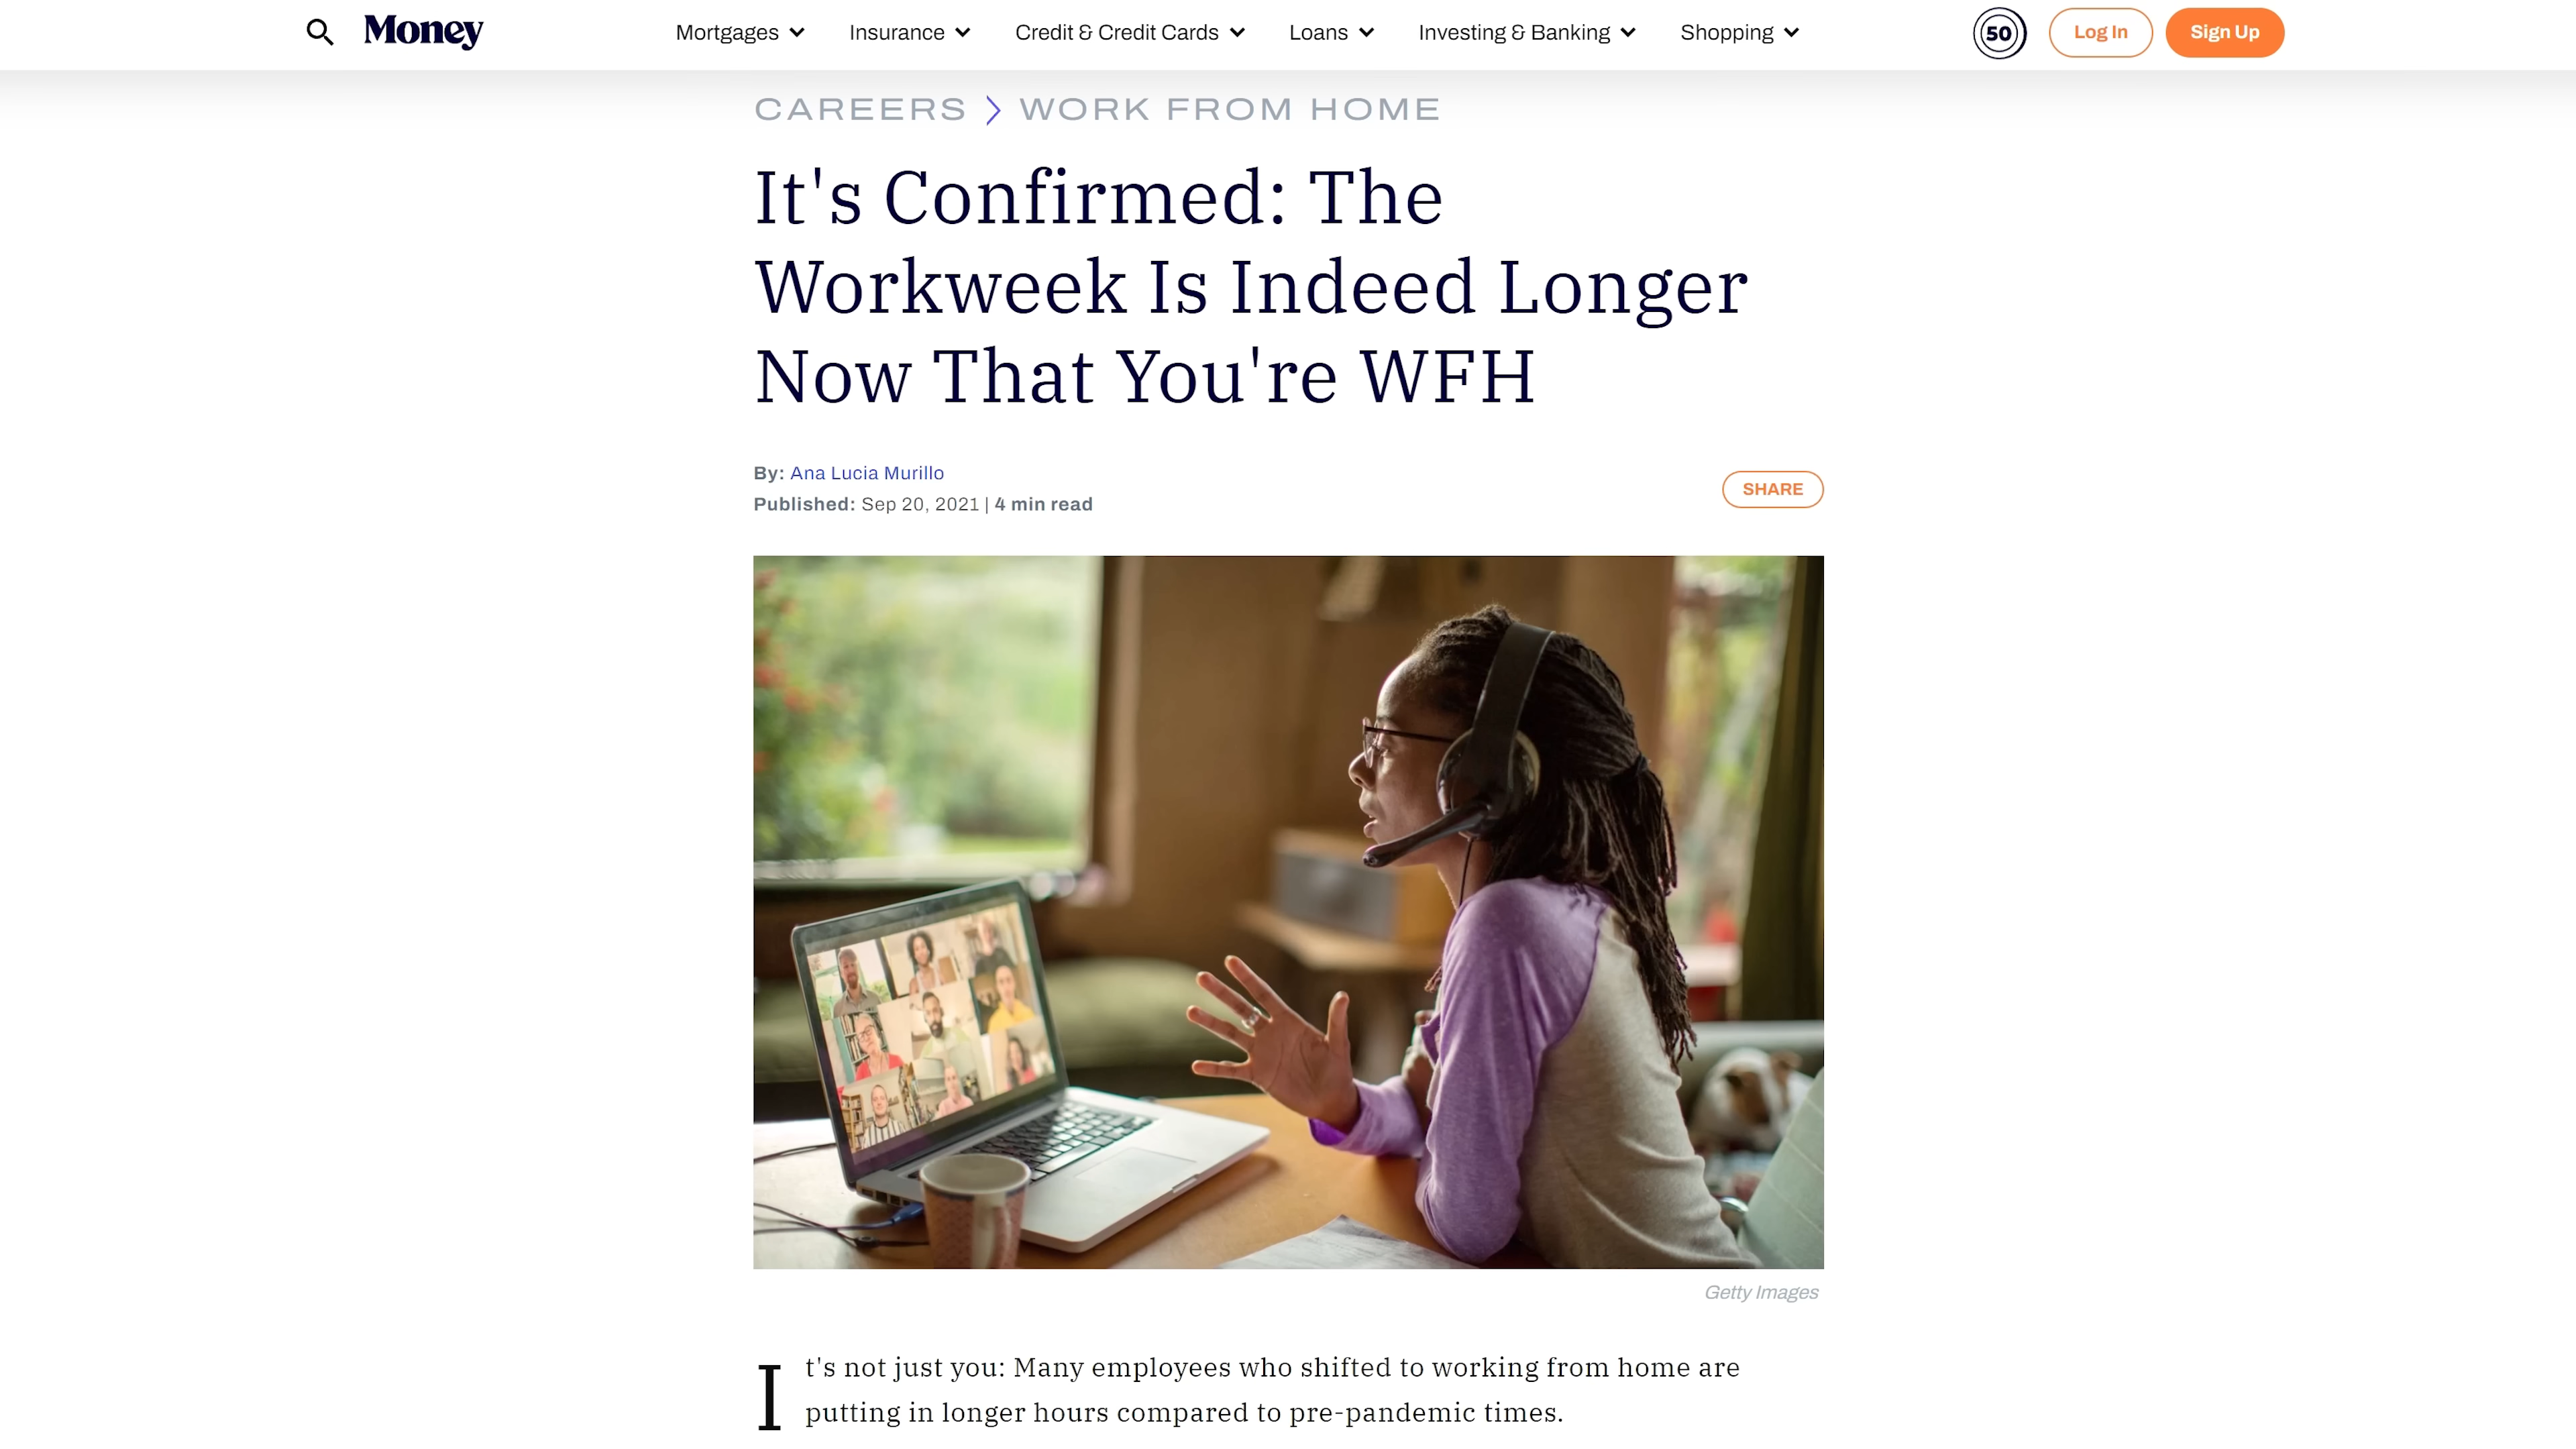 Money
Mortgages
Insurance
Credit & Credit Cards
Loans
Investing & Banking
Shopping
50
Log In
Sign Up
CAREERS > WORK FROM HOME
It's Confirmed: The
Workweek Is Indeed Longer
Now That You're WFH
By: Ana Lucia Murillo
Published: Sep 20, 2021 | 4 min read
SHARE
Getty Images
It's not just you: Many employees who shifted to working from home are
putting in longer hours compared to pre-pandemic times.